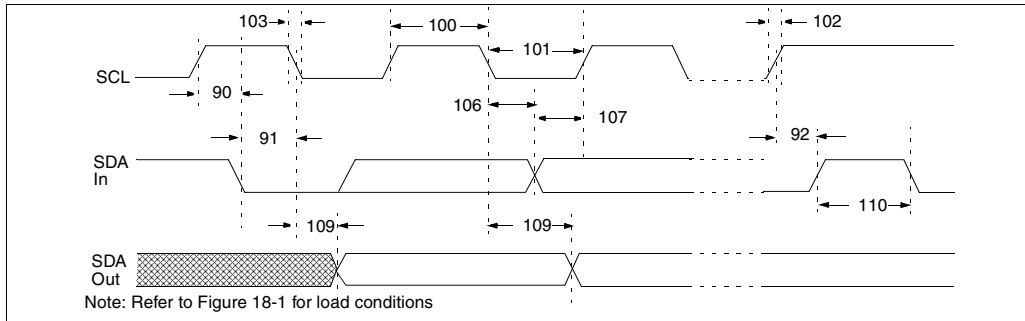 103
100
101
102
SCL
90
106
107
91
92
SDA
In
110
109
109
SDA
Out
Note: Refer to Figure 18-1 for load conditions